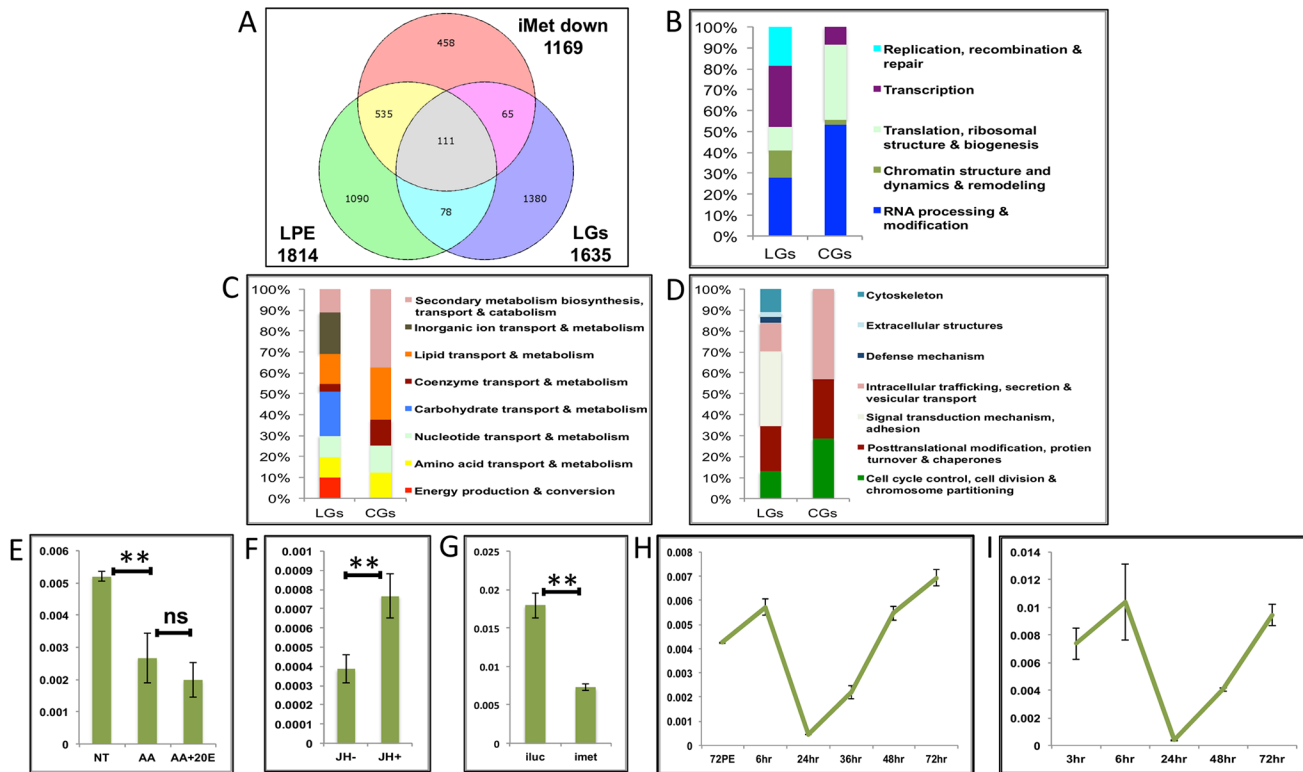 A
iMet down
1169
458
535
65
111
1090
78
1380
LPE
1814
LGs
1635
B
100%
90%
80%
70%
60%
50%
40%
30%
20%
10%
0%
LGs CGs
Replication, recombination &
repair
Transcription
Translation, ribosomal
structure & biogenesis
Chromatin structure and
dynamics & remodeling
RNA processing &
modification
C
100%
90%
80%
70%
60%
50%
40%
30%
20%
10%
0%
LGs CGs
Secondary metabolism biosynthesis,
transport & catabolism
Inorganic ion transport & metabolism
Lipid transport & metabolism
Coenzyme transport & metabolism
Carbohydrate transport & metabolism
Nucleotide transport & metabolism
Amino acid transport & metabolism
Energy production & conversion
D
100%
90%
80%
70%
60%
50%
40%
30%
20%
10%
0%
LGs CGs
Cytoskeleton
Extracellular structures
Defense mechanism
Intracellular trafficking, secretion &
vesicular transport
Signal transduction mechanism,
adhesion
Posttranslational modification, protien
turnover & chaperones
Cell cycle control, cell division &
chromosome partitioning
E
0.006
0.005
0.004
0.003
0.002
0.001
0
**
ns
NT AA AA+20E
F
0.001
0.0009
0.0008
0.0007
0.0006
0.0005
0.0004
0.0003
0.0002
0.0001
0
**
JH- JH+
G
0.025
0.02
0.015
0.01
0.005
0
**
iluc imet
H
0.008
0.007
0.006
0.005
0.004
0.003
0.002
0.001
0
72PE 6hr 24hr 36hr 48hr 72hr
I
0.014
0.012
0.01
0.008
0.006
0.004
0.002
0
3hr 6hr 24hr 48hr 72hr